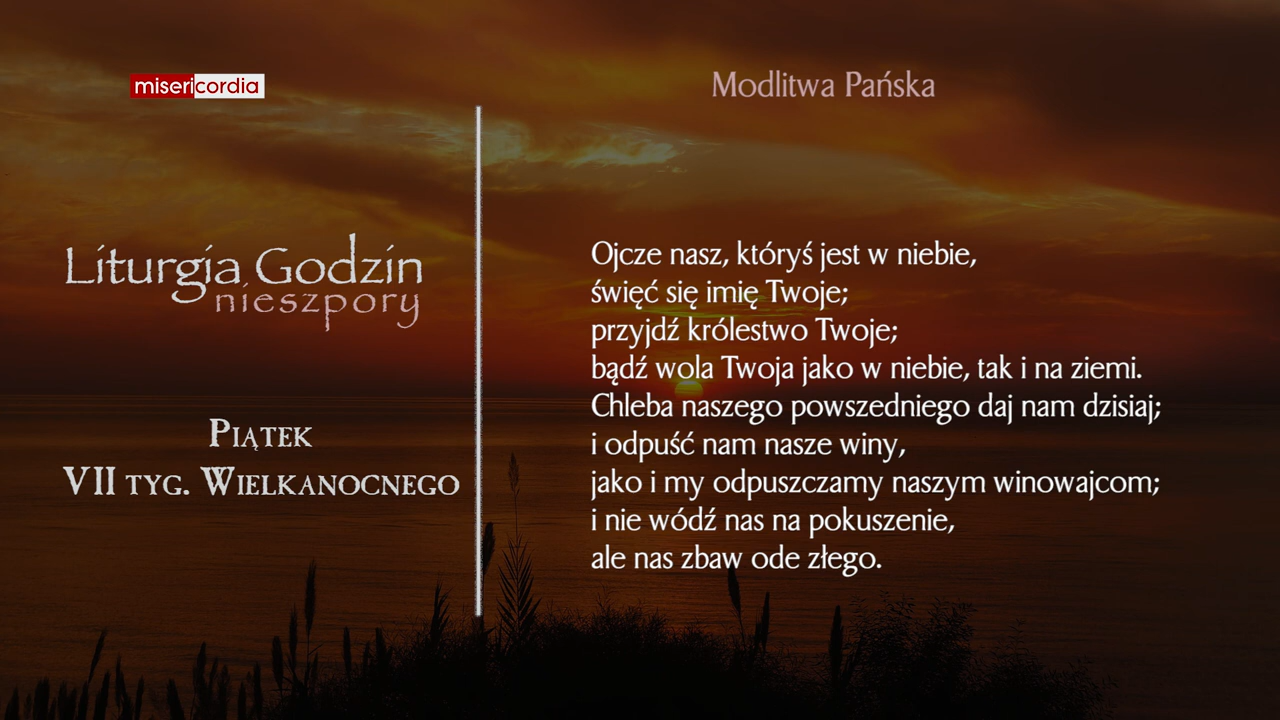 misericordia
Liturgia Godzin
nieszpory
Piątek
VII tyg. Wielkanocnego
Modlitwa Pańska
Ojcze nasz, któryś jest w niebie,
święć się imię Twoje;
przyjdź królestwo Twoje;
bądź wola Twoja jako w niebie, tak i na ziemi.
Chleba naszego powszedniego daj nam dzisiaj;
i odpuść nam nasze winy,
jako i my odpuszczamy naszym winowajcom;
i nie wódź nas na pokuszenie,
ale nas zbaw ode złego.